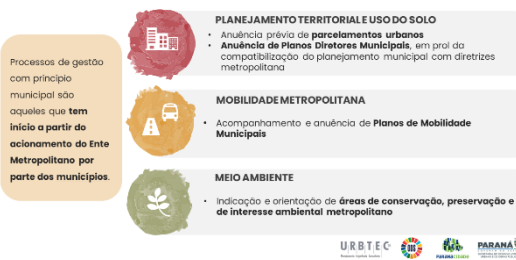 Processos de gestão
com princípio
municipal são
aqueles que tem
início a partir do
acionamento do Ente
Metropolitano por
parte dos municípios.
PLANEJAMENTO TERRITORIAL E USO DO SOLO
• Anuência prévia de parcelamentos urbanos
• Anuência de Planos Diretores Municipais, em prol da
compatibilização do planejamento municipal com diretrizes
metropolitana
MOBILIDADE METROPOLITANA
• Acompanhamento e anuência de Planos de Mobilidade
Municipais
MEIO AMBIENTE
• Indicação e orientação de áreas de conservação, preservação e
de interesse ambiental metropolitano
URBTEC
PARANÁCIDADE
PARANÁ